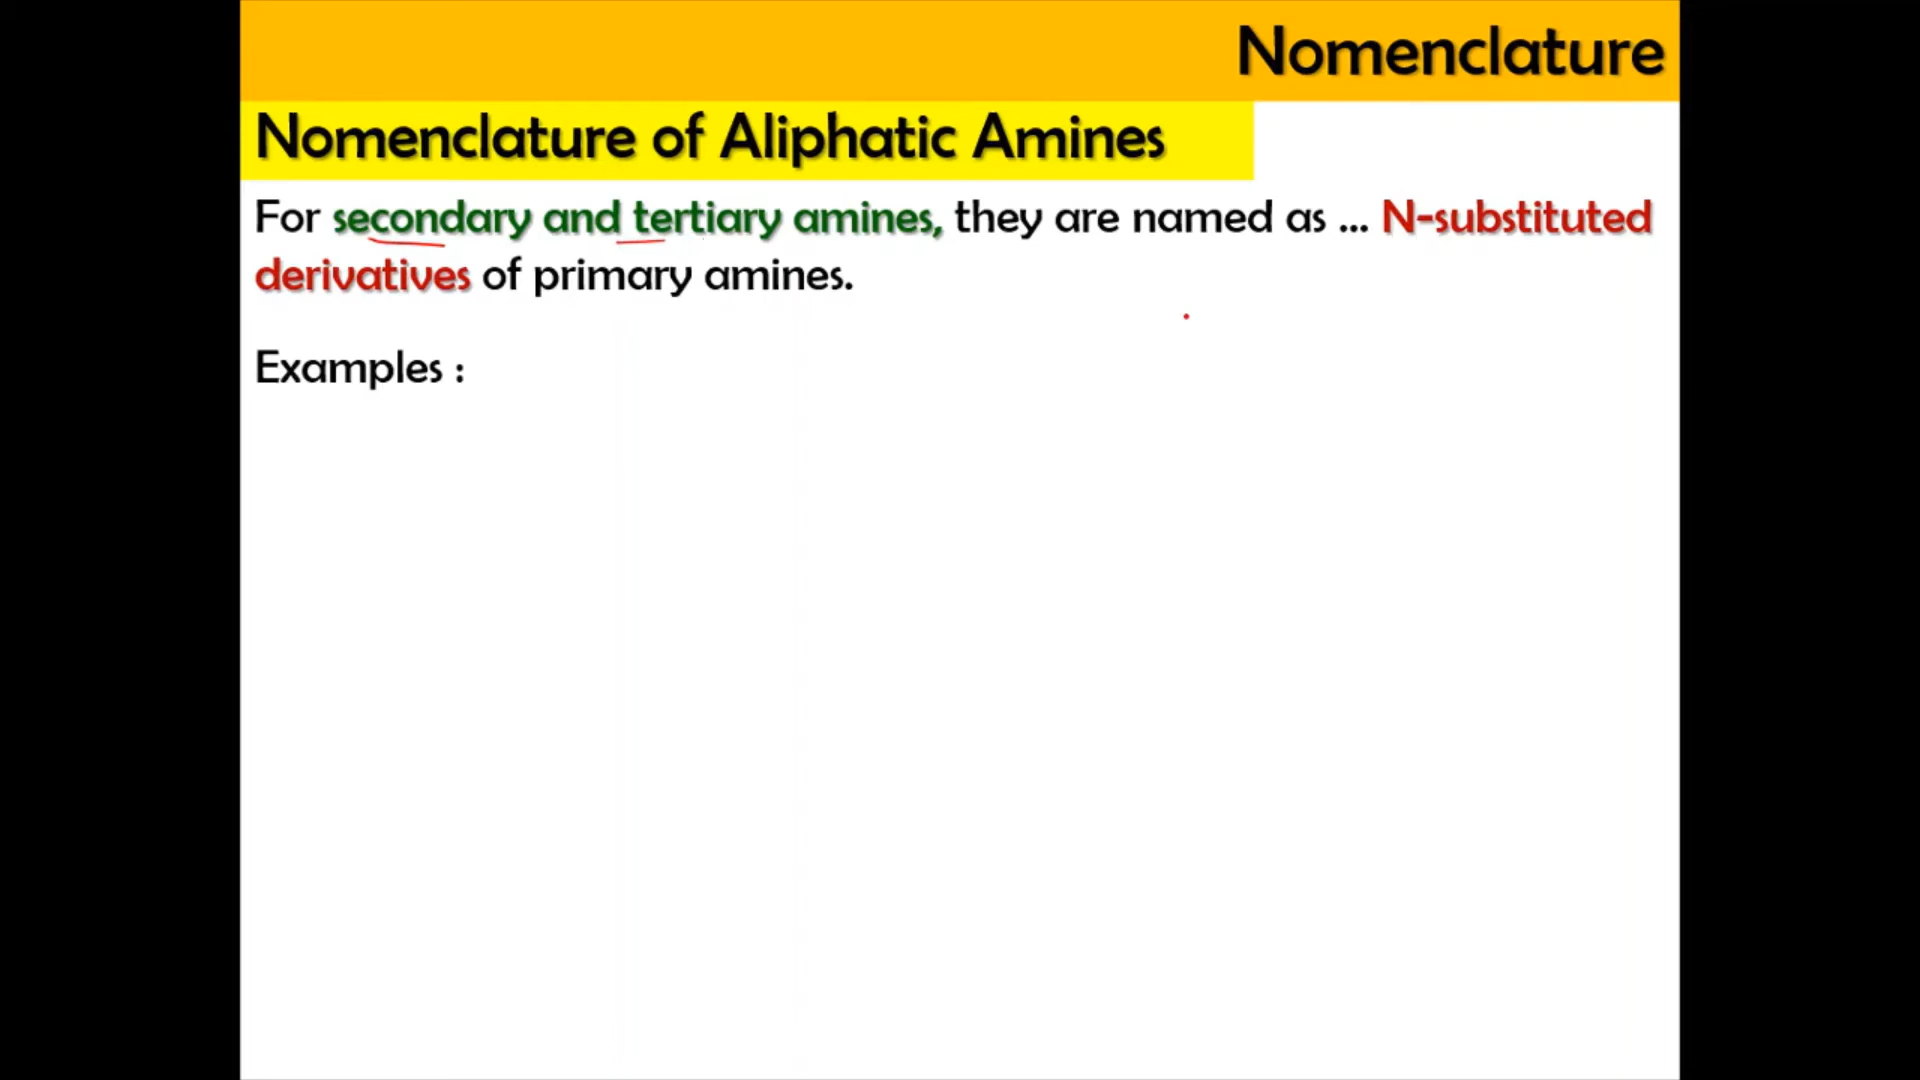 Nomenclature
Nomenclature of Aliphatic Amines
For secondary and tertiary amines, they are named as ... N-substituted
derivatives of primary amines.
Examples :